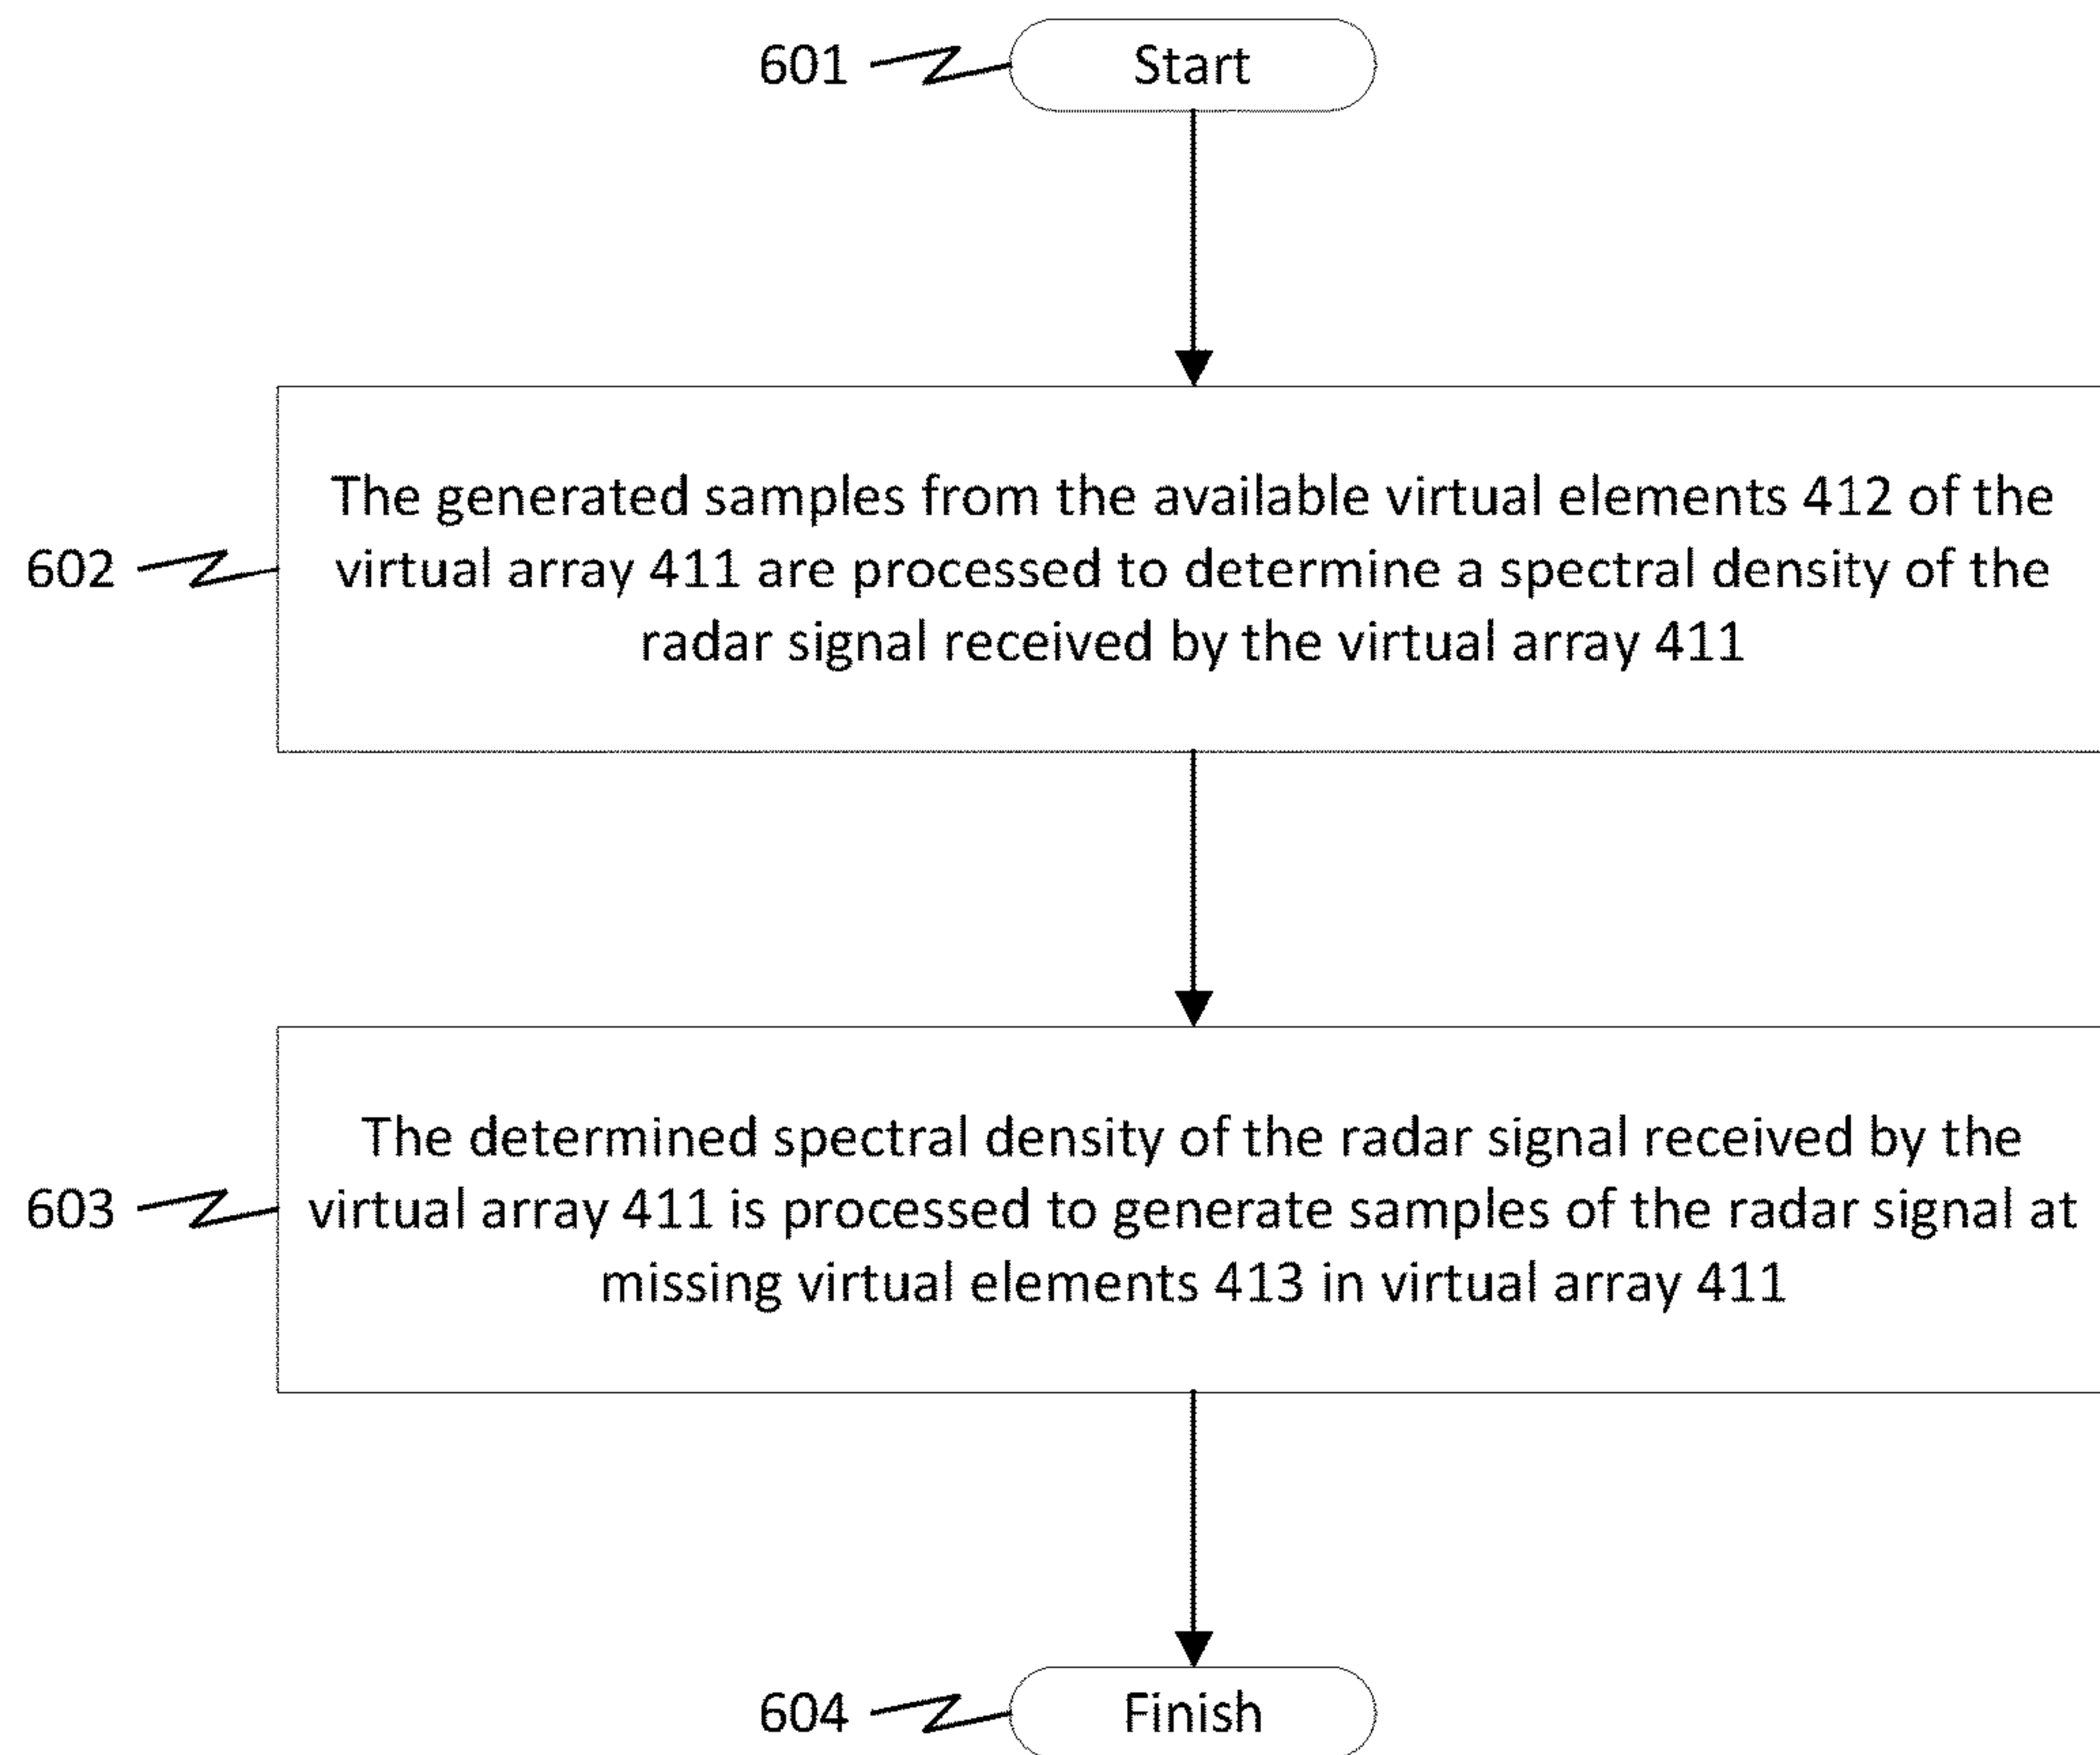 601
Start
602
The generated samples from the available virtual elements 412 of the
virtual array 411 are processed to determine a spectral density of the
radar signal received by the virtual array 411
603
The determined spectral density of the radar signal received by the
virtual array 411 is processed to generate samples of the radar signal at
missing virtual elements 413 in virtual array 411
604
Finish